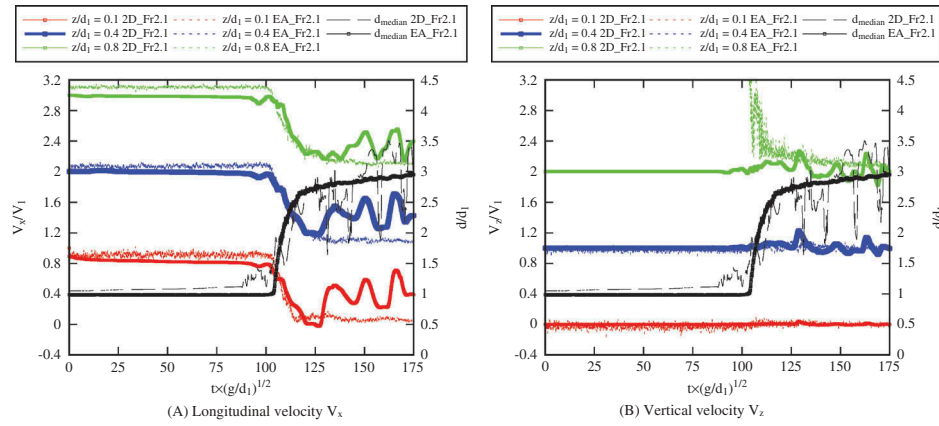 z/d1 = 0.1 2D_Fr2.1 z/d1 = 0.1 EA_Fr2.1 dmedian 2D_Fr2.1
z/d1 = 0.4 2D_Fr2.1 z/d1 = 0.4 EA_Fr2.1 dmedian EA_Fr2.1
z/d1 = 0.8 2D_Fr2.1 z/d1 = 0.8 EA_Fr2.1
3.2 4.5
2.8 4
2.4 3.5
2 3
1.6 2.5
1.2 2
0.8 1.5
0.4 1
0 0.5
-0.4 0
Vx/V1
d/d1
0 25 50 75 100 125 150 175
t×(g/d1)1/2
(A) Longitudinal velocity Vx
z/d1 = 0.1 2D_Fr2.1 z/d1 = 0.1 EA_Fr2.1 dmedian 2D_Fr2.1
z/d1 = 0.4 2D_Fr2.1 z/d1 = 0.4 EA_Fr2.1 dmedian EA_Fr2.1
z/d1 = 0.8 2D_Fr2.1 z/d1 = 0.8 EA_Fr2.1
3.2 4.5
2.8 4
2.4 3.5
2 3
1.6 2.5
1.2 2
0.8 1.5
0.4 1
0 0.5
-0.4 0
Vz/V1
0 25 50 75 100 125 150 175
t×(g/d1)1/2
(B) Vertical velocity Vz